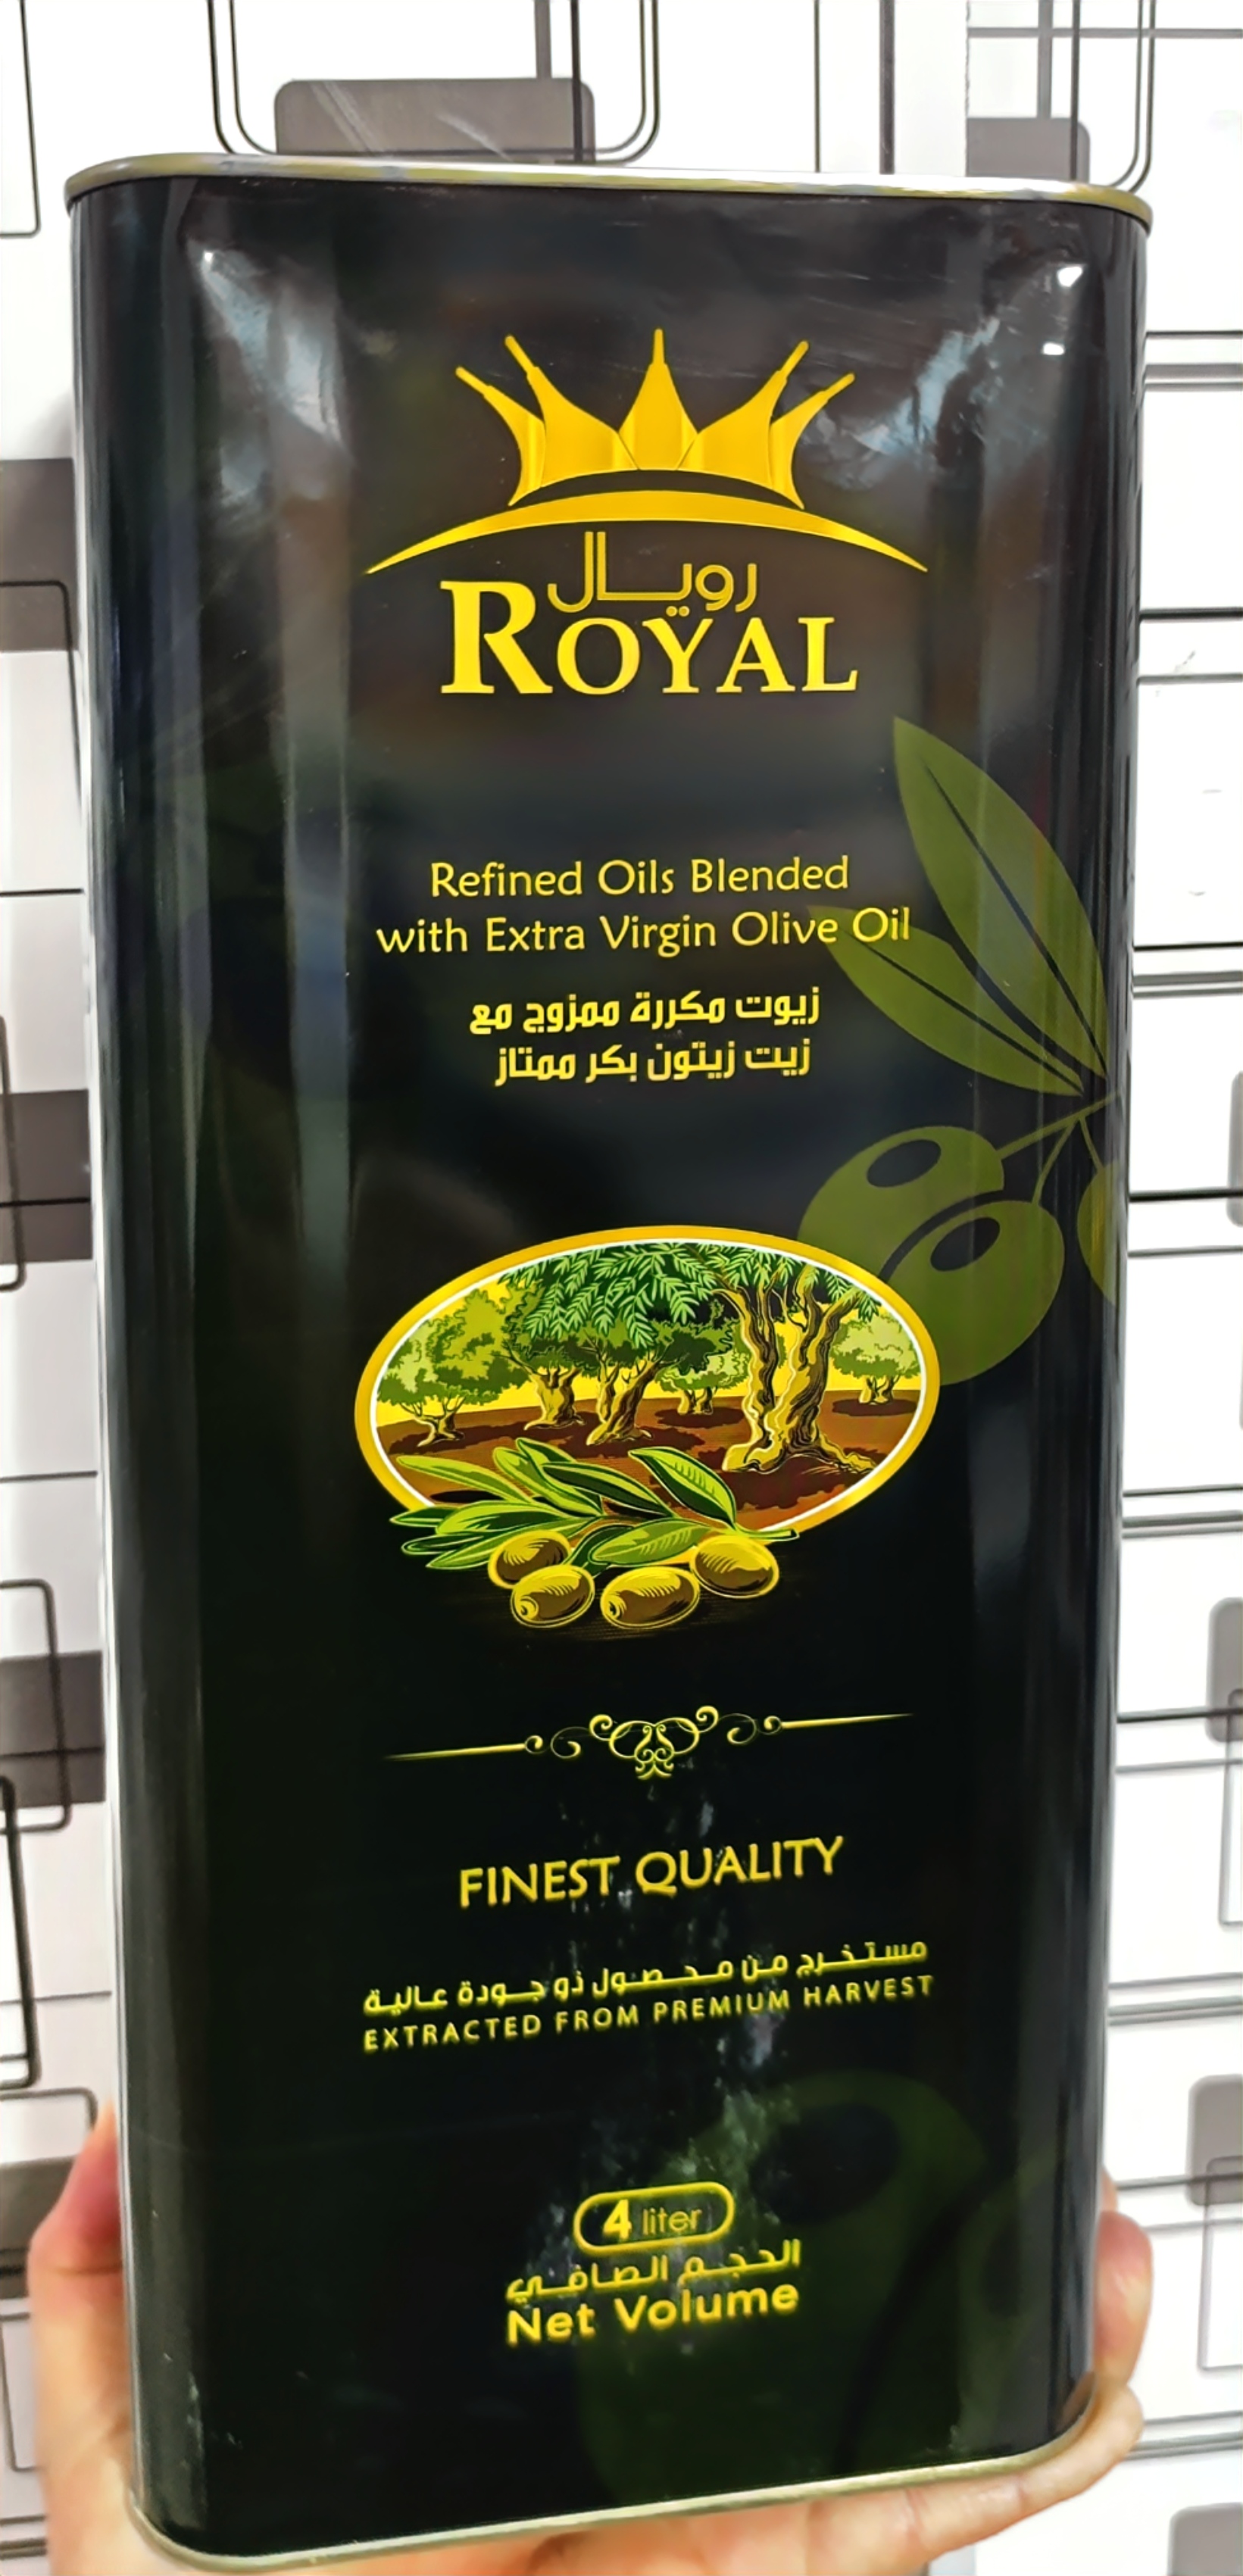 رويال
ROYAL
Refined Oils Blended
with Extra Virgin Olive Oil
زيوت مكررة ممزوج مع
زيت زيتون بكر ممتاز
FINEST QUALITY
مستخرج من محصول ذو جودة عالية
EXTRACTED FROM PREMIUM HARVEST
4 liter
الحجم الصافي
Net Volume